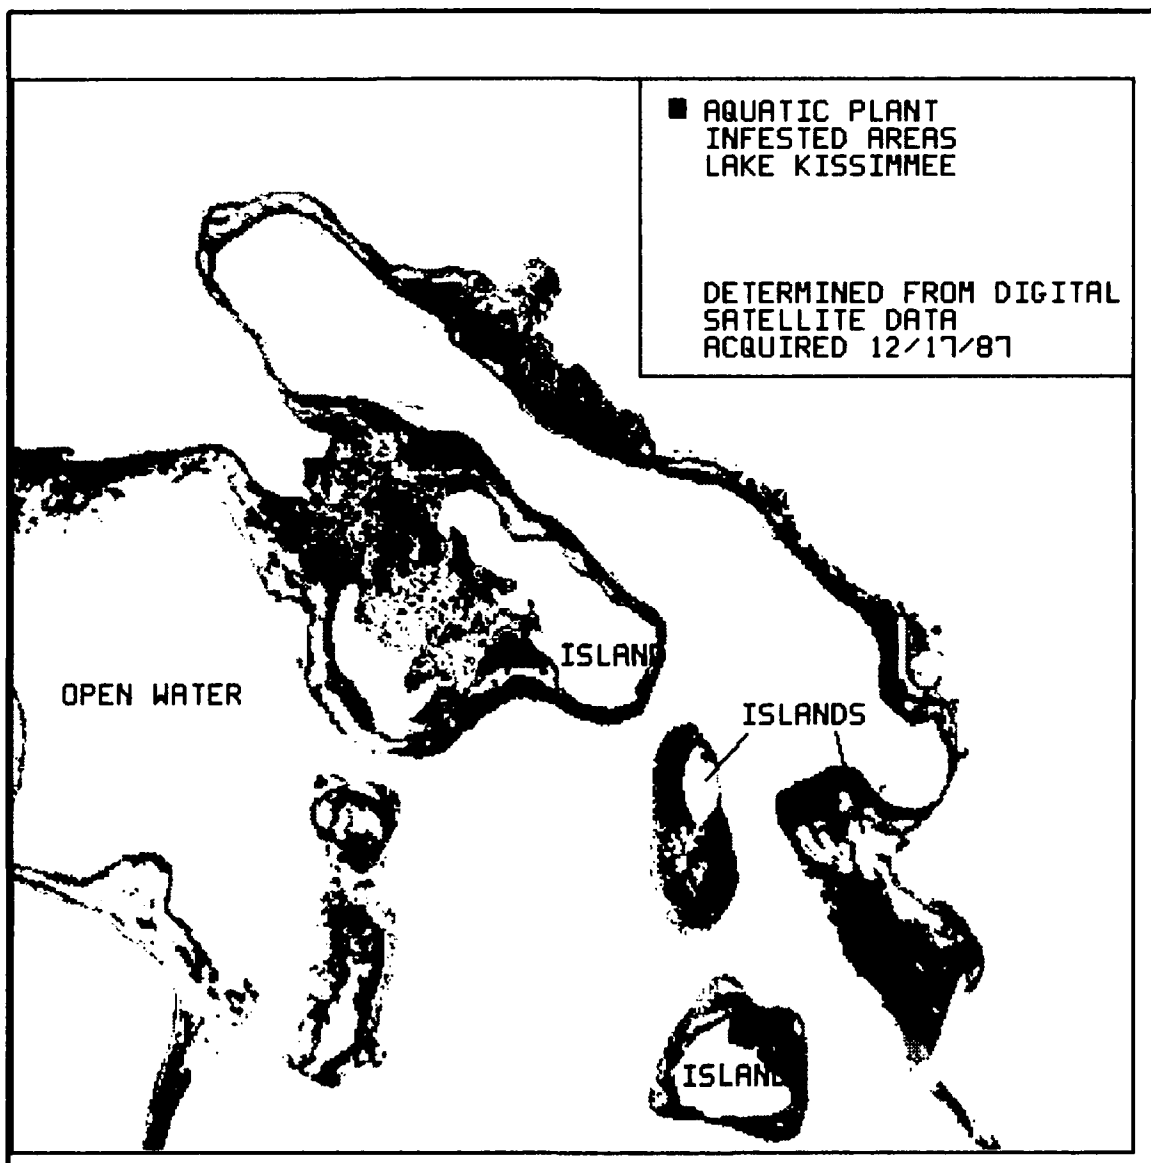 AQUATIC PLANT
INFESTED AREAS
LAKE KISSIMMEE
DETERMINED FROM DIGITAL
SATELLITE DATA
ACQUIRED 12/17/87
ISLAND
OPEN WATER
ISLANDS
ISLAND